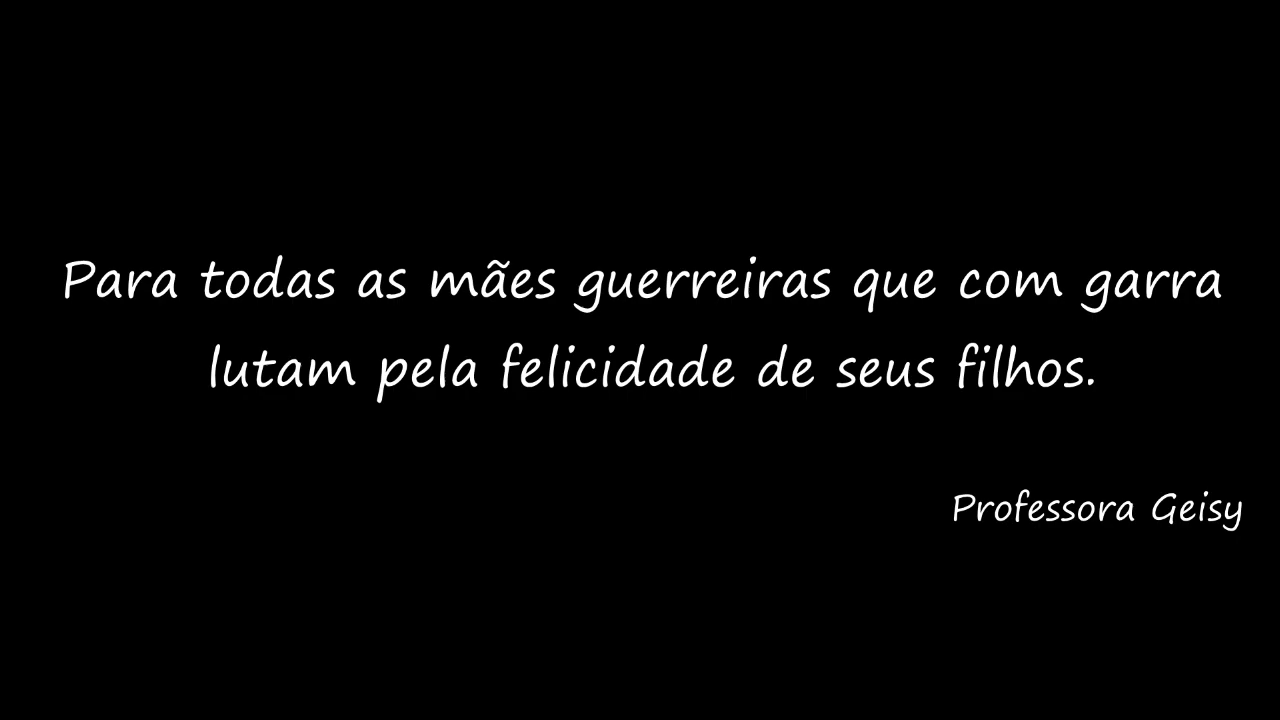 Para todas as mães guerreiras que com garra
lutam pela felicidade de seus filhos.
Professora Geisy